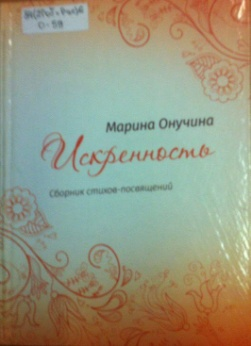 Марина Онучина
Искренность
Сборник стихов-посвящений